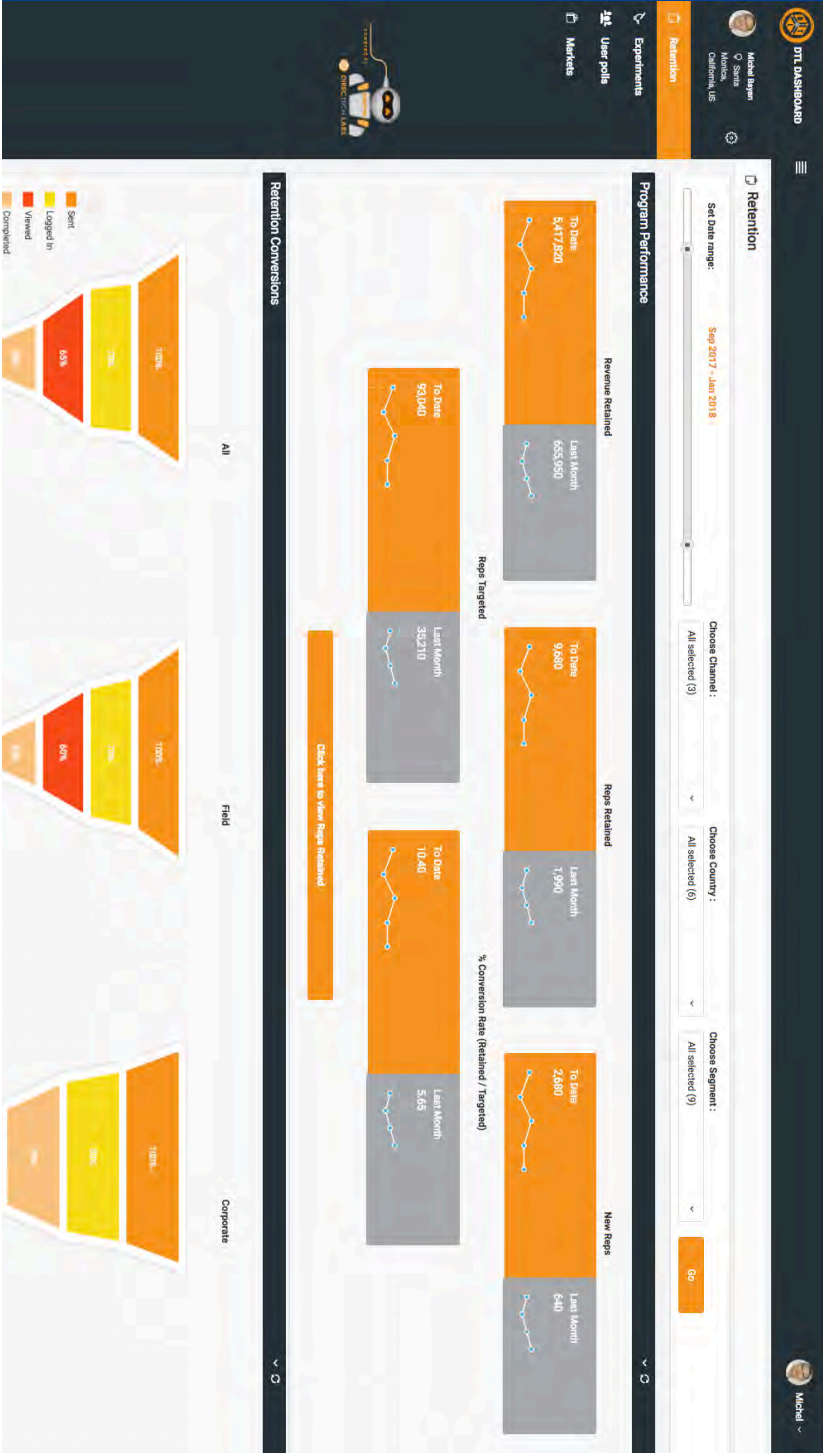 DTL DASHBOARD
Michel
Michel Bayan
Santa
Monica,
California, US
Retention
Experiments
User polls
Markets
powered by
DIRECTECH LABS
Retention
Set Date range:
Sep 2017 - Jan 2018
Choose Channel :
All selected (3)
Choose Country :
All selected (6)
Choose Segment :
All selected (9)
Go
Program Performance
Revenue Retained
To Date
5,417,820
Last Month
655,950
Reps Retained
To Date
9,680
Last Month
1,990
New Reps
To Date
2,680
Last Month
640
Reps Targeted
To Date
93,040
Last Month
35,210
% Conversion Rate (Retained / Targeted)
To Date
10.40
Last Month
5.65
Click here to view Reps Retained
Retention Conversions
All
Field
Corporate
Sent
Logged In
Viewed
Completed
100%
65%
100%
60%
100%